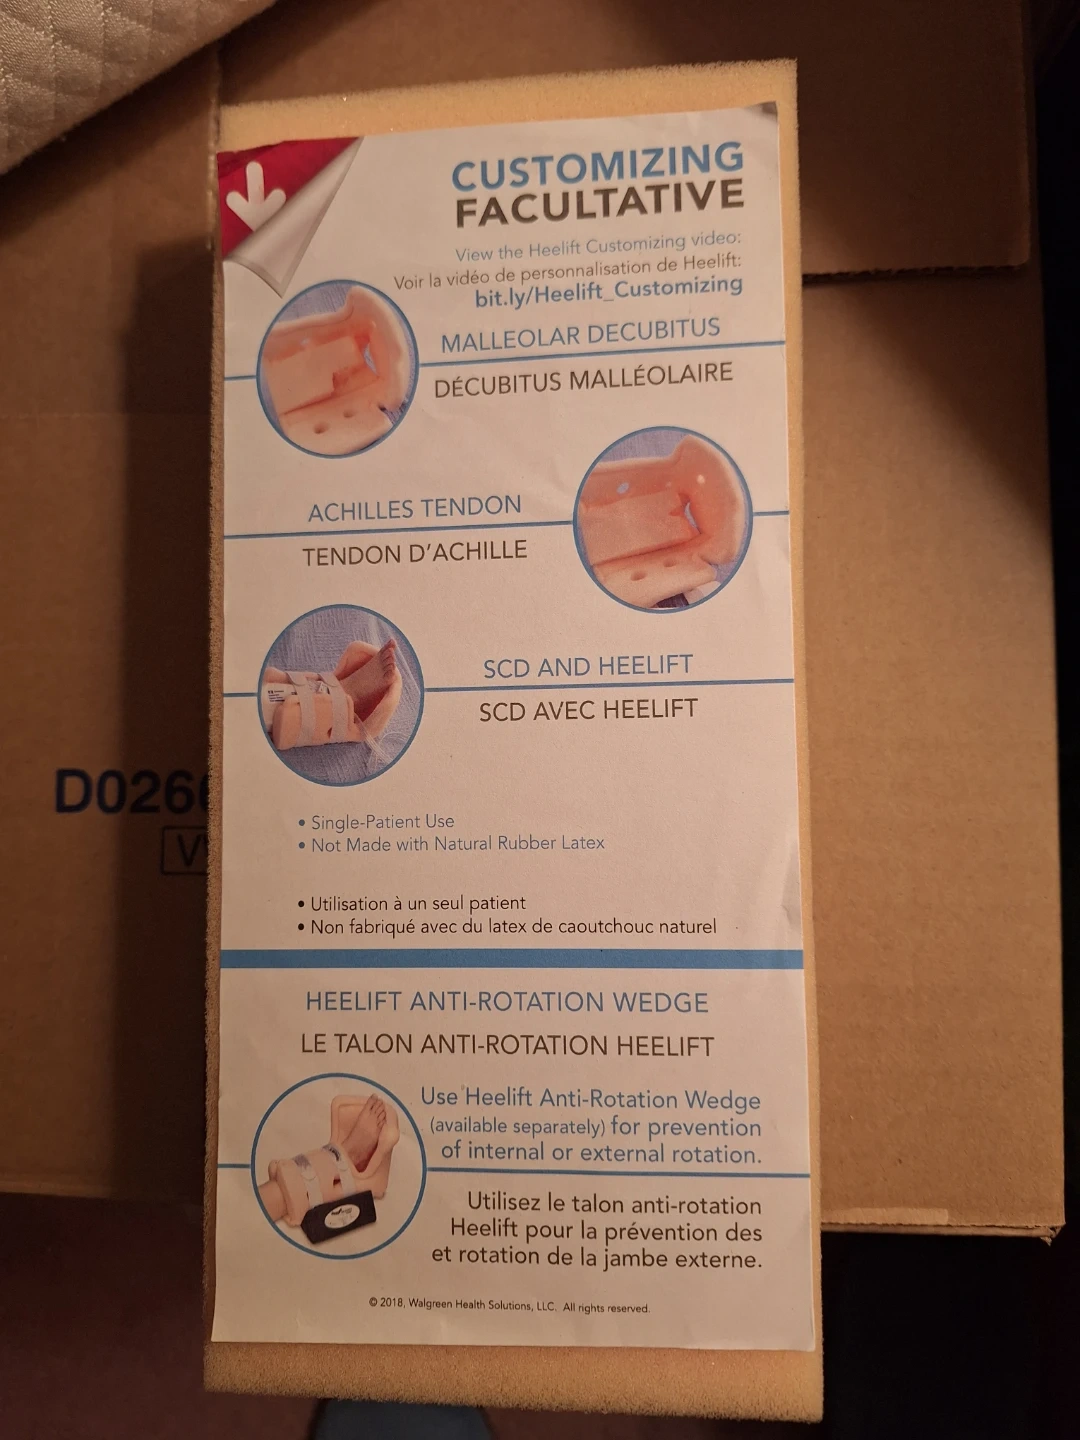 CUSTOMIZING
FACULTATIVE
View the Heelift Customizing video:
Voir la vidéo de personnalisation de Heelift:
bit.ly/Heelift_Customizing
MALLEOLAR DECUBITUS
DÉCUBITUS MALLÉOLAIRE
ACHILLES TENDON
TENDON D'ACHILLE
SCD AND HEELIFT
SCD AVEC HEELIFT
D026
• Single-Patient Use
• Not Made with Natural Rubber Latex
• Utilisation à un seul patient
• Non fabriqué avec du latex de caoutchouc naturel
HEELIFT ANTI-ROTATION WEDGE
LE TALON ANTI-ROTATION HEELIFT
Use Heelift Anti-Rotation Wedge
(available separately) for prevention
of internal or external rotation.
Utilisez le talon anti-rotation
Heelift pour la prévention des
et rotation de la jambe externe.
© 2018, Walgreen Health Solutions, LLC. All rights reserved.